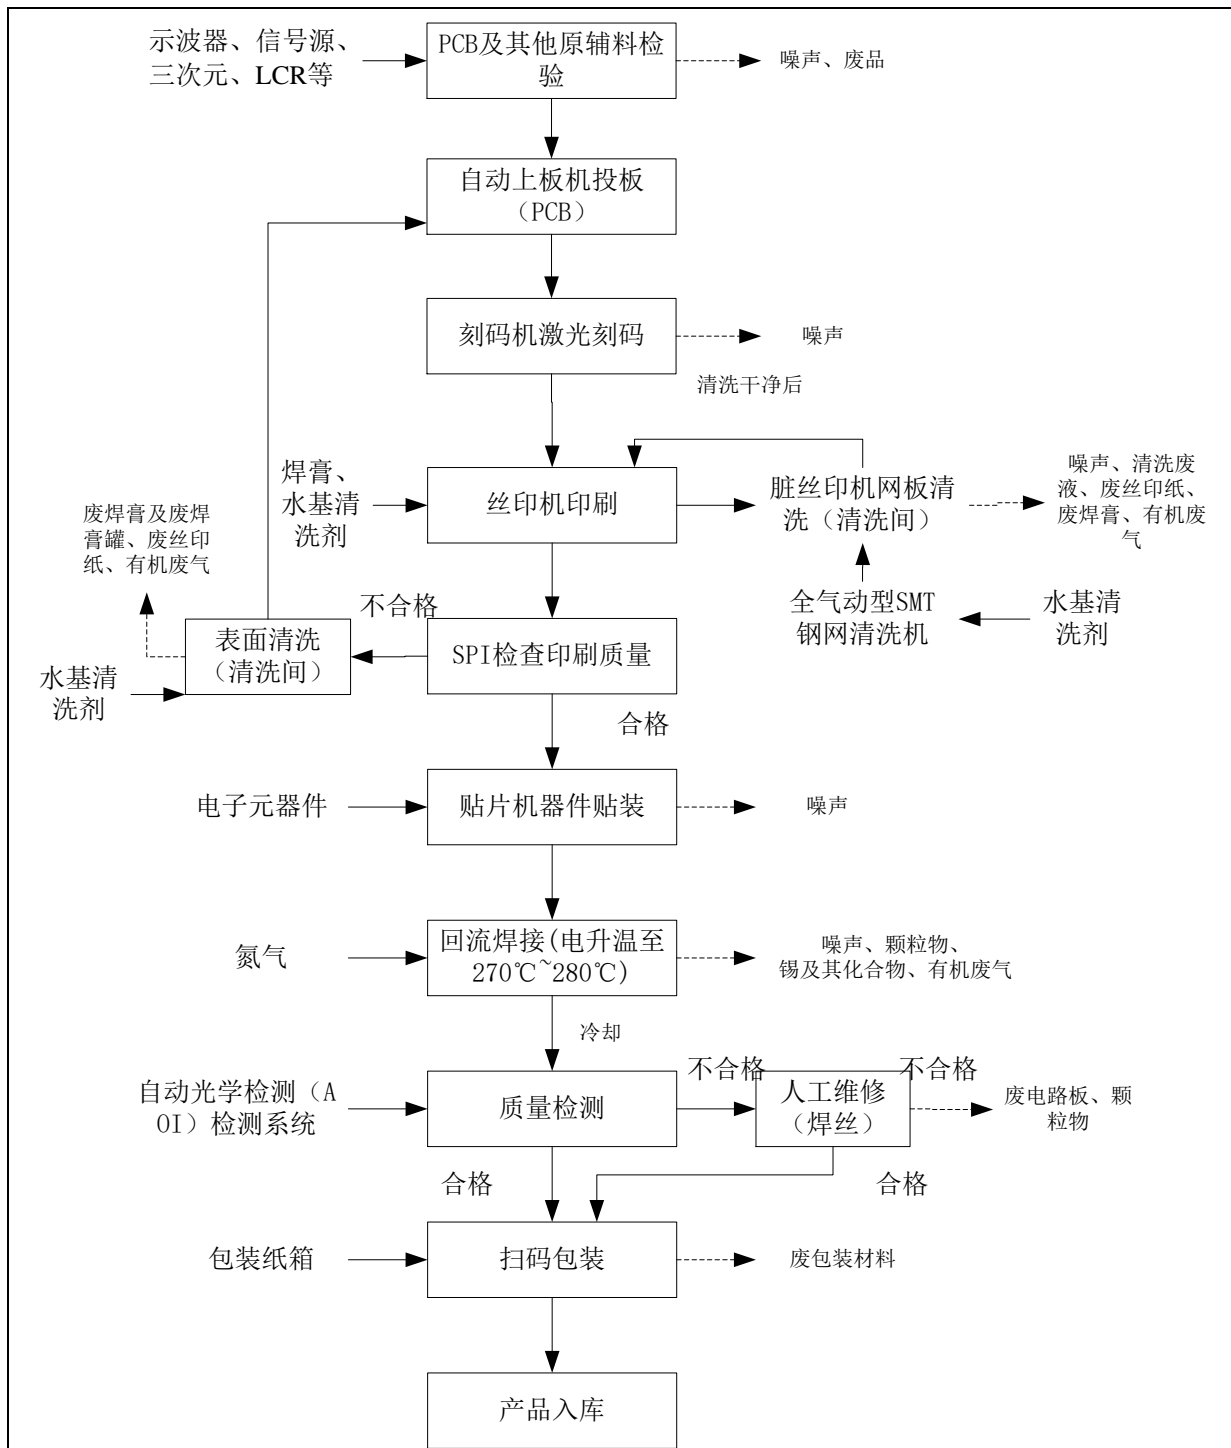 示波器、信号源、
三次元、LCR等
PCB及其他原辅料检
验
噪声、废品
自动上板机投板
（PCB）
刻码机激光刻码
噪声
清洗干净后
焊膏、
水基清
洗剂
丝印机印刷
脏丝印机网板清
洗（清洗间）
噪声、清洗废
液、废丝印纸、
废焊膏、有机废
气
废焊膏及废焊
膏罐、废丝印
纸、有机废气
全气动型SMT
钢网清洗机
水基清
洗剂
不合格
表面清洗
（清洗间）
SPI检查印刷质量
水基清
洗剂
合格
电子元器件
贴片机器件贴装
噪声
氮气
回流焊接(电升温至
270℃~280℃)
噪声、颗粒物、
锡及其化合物、有机废气
冷却
自动光学检测（A
OI）检测系统
质量检测
不合格
人工维修
（焊丝）
不合格
废电路板、颗
粒物
合格
合格
包装纸箱
扫码包装
废包装材料
产品入库